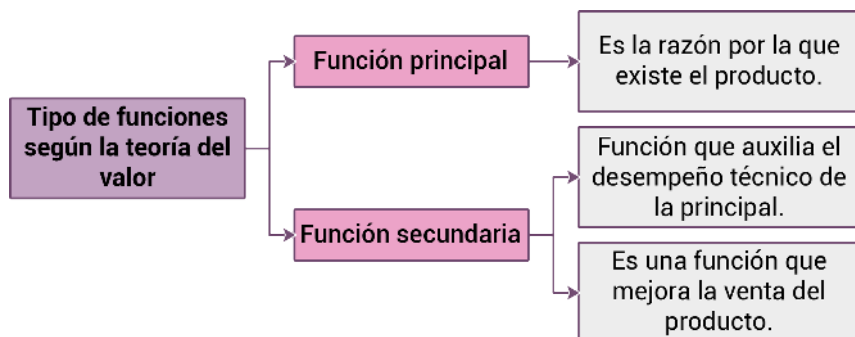 Tipo de funciones
según la teoría del
valor
Función principal
Es la razón por la que
existe el producto.
Función secundaria
Función que auxilia el
desempeño técnico de
la principal.
Es una función que
mejora la venta del
producto.